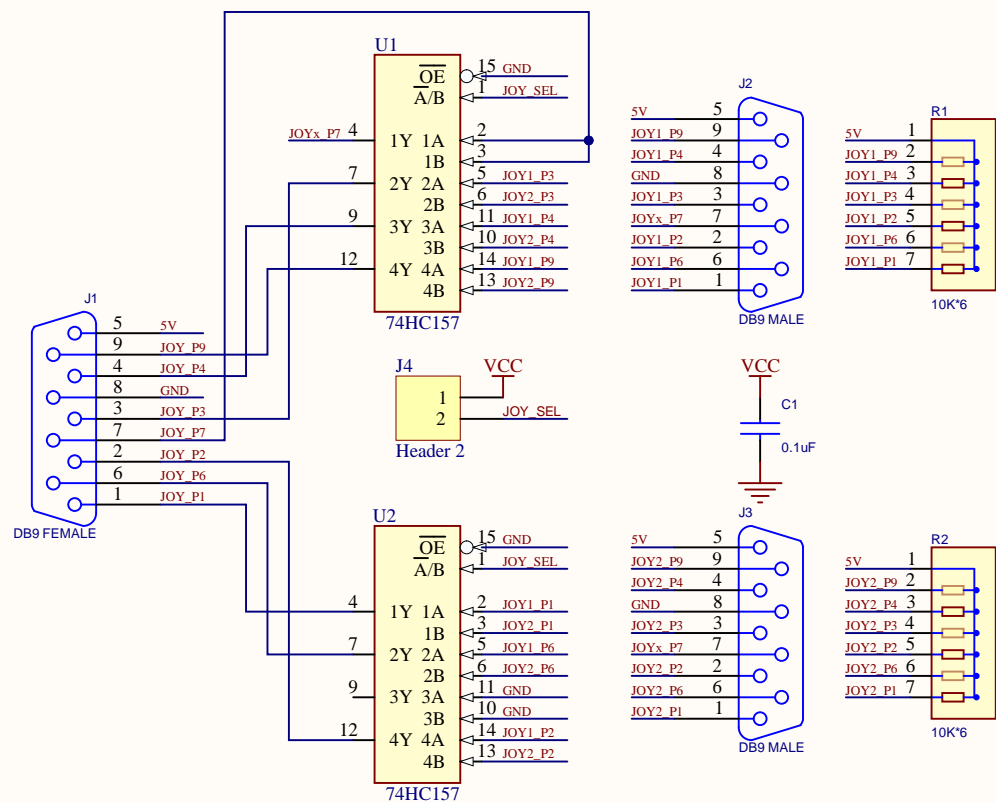 U1
OE
15 GND
A/B
1 JOY_SEL
JOYx_P7 4 1Y 1A 2
1B 3
7 2Y 2A 5 JOY1_P3
2B 6 JOY2_P3
9 3Y 3A 11 JOY1_P4
3B 10 JOY2_P4
12 4Y 4A 14 JOY1_P9
4B 13 JOY2_P9
74HC157
J2
5V 5
JOY1_P9 9
JOY1_P4 4
GND 8
JOY1_P3 3
JOYx_P7 7
JOY1_P2 2
JOY1_P6 6
JOY1_P1 1
DB9 MALE
R1
5V 1
JOY1_P9 2
JOY1_P4 3
JOY1_P3 4
JOY1_P2 5
JOY1_P6 6
JOY1_P1 7
10K*6
J1
5 5V
9 JOY_P9
4 JOY_P4
8 GND
3 JOY_P3
7 JOY_P7
2 JOY_P2
6 JOY_P6
1 JOY_P1
DB9 FEMALE
J4
VCC
1
2 JOY_SEL
Header 2
VCC
C1
0.1uF
U2
OE
15 GND
A/B
1 JOY_SEL
4 1Y 1A 2 JOY1_P1
1B 3 JOY2_P1
7 2Y 2A 5 JOY1_P6
2B 6 JOY2_P6
9 3Y 3A 11 GND
3B 10 GND
12 4Y 4A 14 JOY1_P2
4B 13 JOY2_P2
74HC157
J3
5V 5
JOY2_P9 9
JOY2_P4 4
GND 8
JOY2_P3 3
JOYx_P7 7
JOY2_P2 2
JOY2_P6 6
JOY2_P1 1
DB9 MALE
R2
5V 1
JOY2_P9 2
JOY2_P4 3
JOY2_P3 4
JOY2_P2 5
JOY2_P6 6
JOY2_P1 7
10K*6